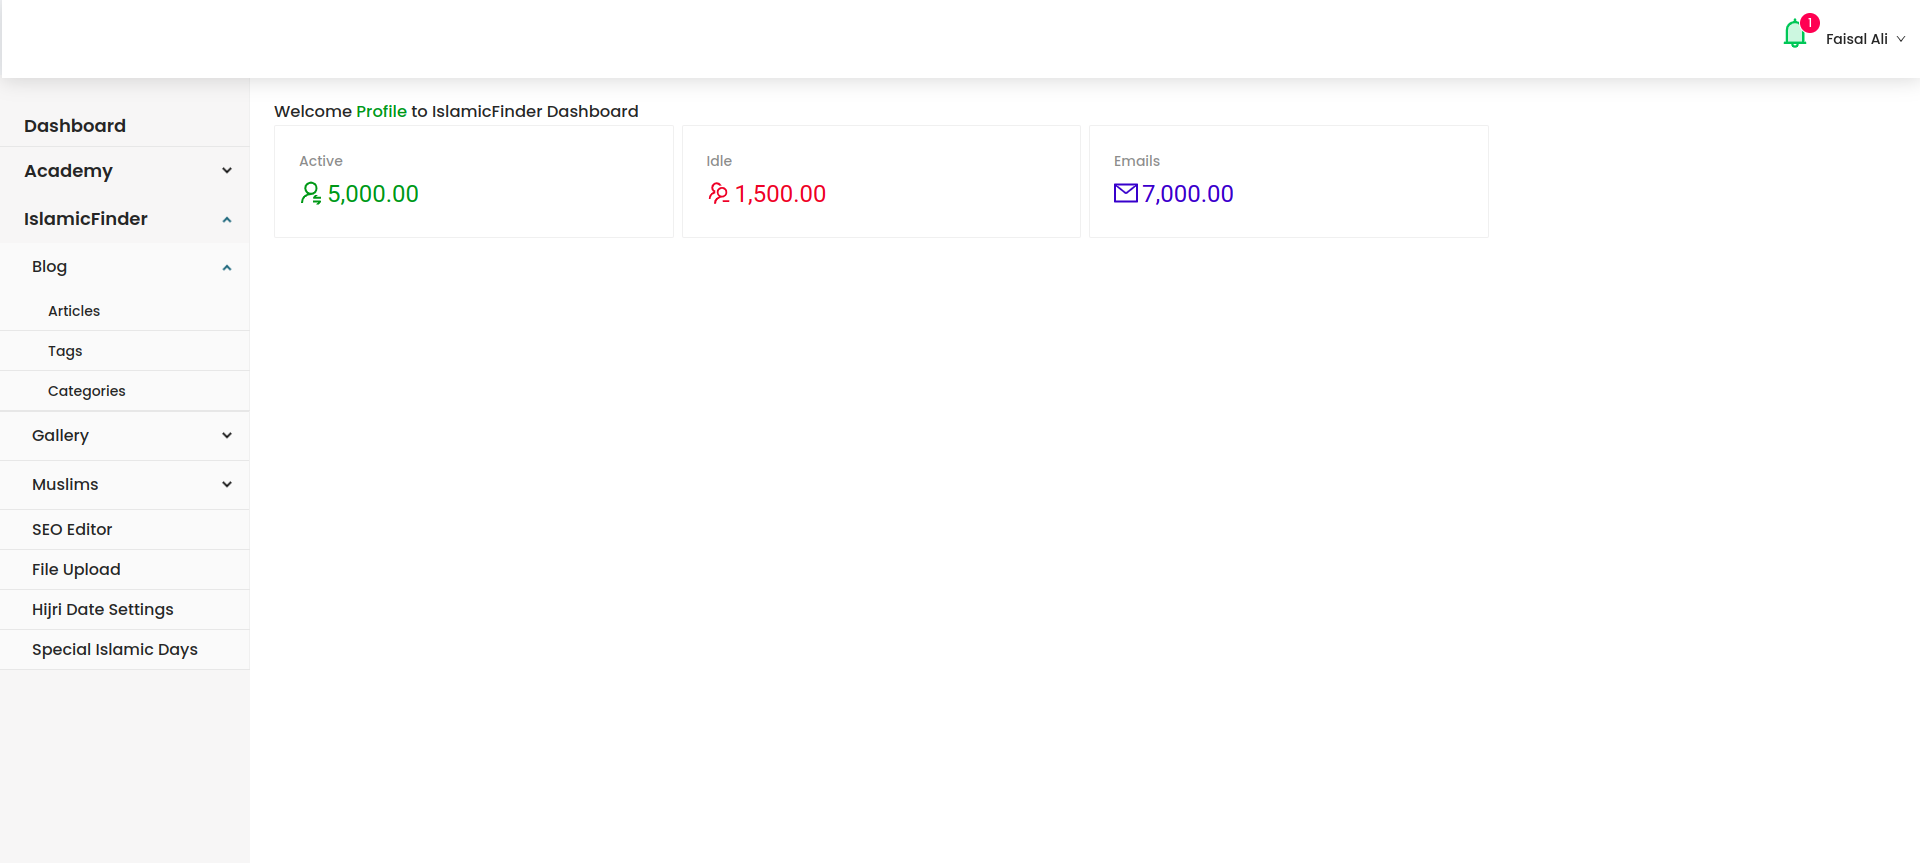 1
Faisal Ali
Dashboard
Academy
IslamicFinder
Blog
Articles
Tags
Categories
Gallery
Muslims
SEO Editor
File Upload
Hijri Date Settings
Special Islamic Days
Welcome Profile to IslamicFinder Dashboard
Active
5,000.00
Idle
1,500.00
Emails
7,000.00